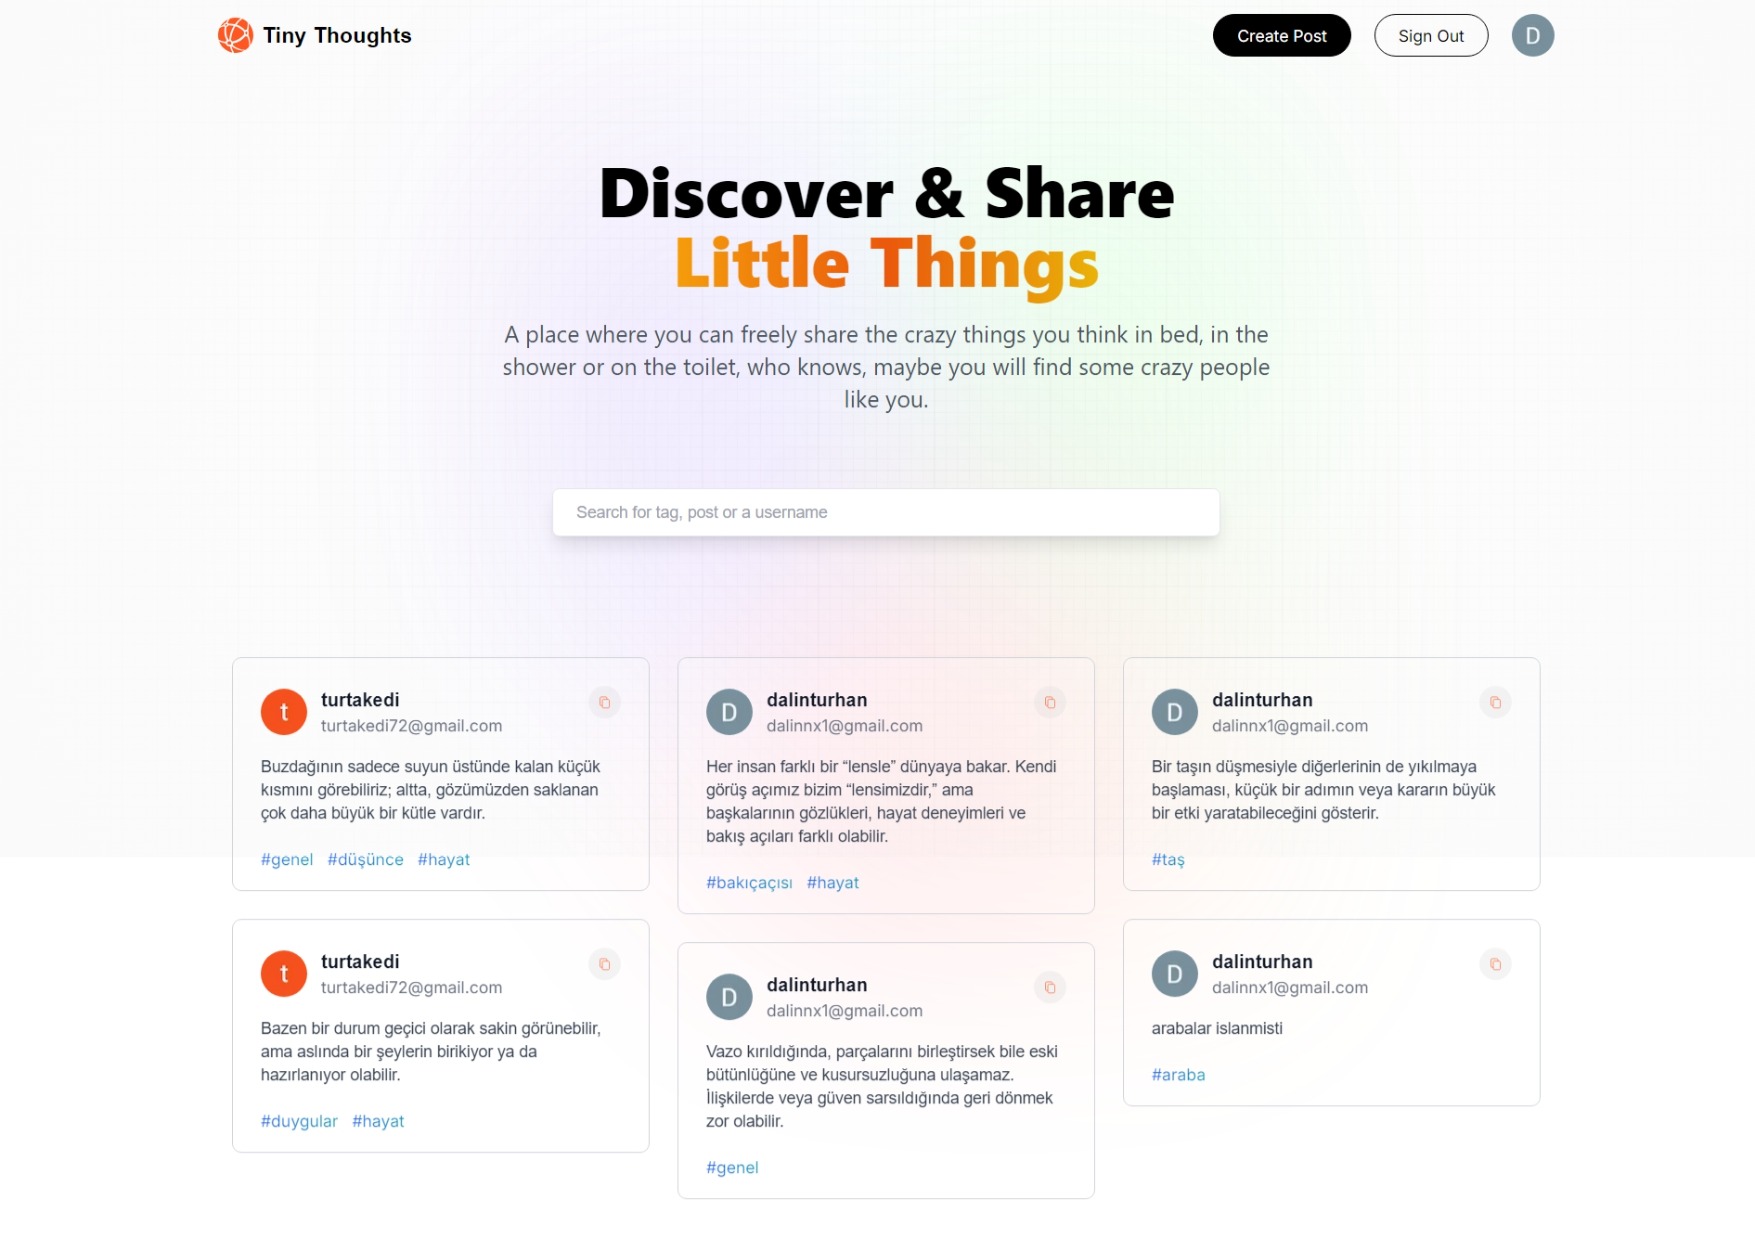 Tiny Thoughts
Create Post
Sign Out
D
Discover & Share
Little Things
A place where you can freely share the crazy things you think in bed, in the
shower or on the toilet, who knows, maybe you will find some crazy people
like you.
Search for tag, post or a username
t
turtakedi
turtakedi72@gmail.com
Buzdağının sadece suyun üstünde kalan küçük
kısmını görebiliriz; altta, gözümüzden saklanan
çok daha büyük bir kütle vardır.
#genel #düşünce #hayat
t
turtakedi
turtakedi72@gmail.com
Bazen bir durum geçici olarak sakin görünebilir,
ama aslında bir şeylerin birikiyor ya da
hazırlanıyor olabilir.
#duygular #hayat
D
dalinturhan
dalinnx1@gmail.com
Her insan farklı bir “lensle” dünyaya bakar. Kendi
görüş açımız bizim “lensimizdir,” ama
başkalarının gözlükleri, hayat deneyimleri ve
bakış açıları farklı olabilir.
#bakıçaçısı #hayat
D
dalinturhan
dalinnx1@gmail.com
Vazo kırıldığında, parçalarını birleştirsek bile eski
bütünlüğüne ve kusursuzluğuna ulaşamaz.
İlişkilerde veya güven sarsıldığında geri dönmek
zor olabilir.
#genel
D
dalinturhan
dalinnx1@gmail.com
Bir taşın düşmesiyle diğerlerinin de yıkılmaya
başlaması, küçük bir adımın veya kararın büyük
bir etki yaratabileceğini gösterir.
#taş
D
dalinturhan
dalinnx1@gmail.com
arabalar islanmisti
#araba